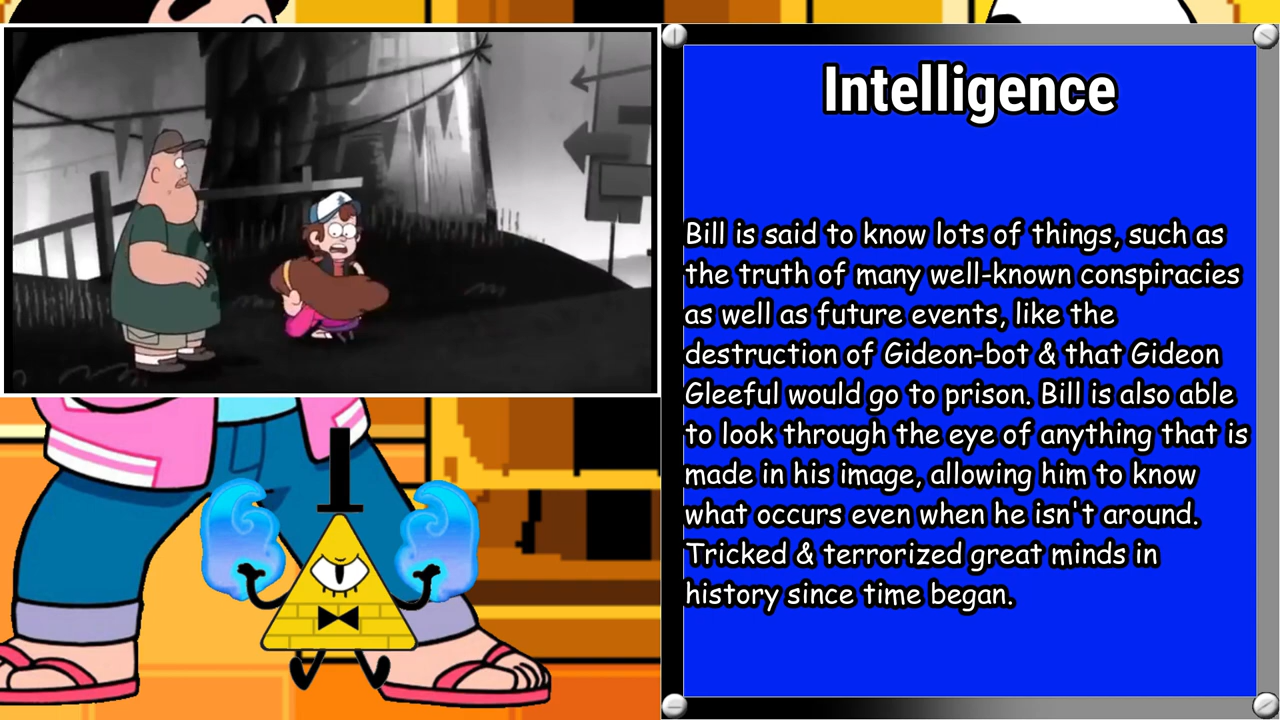 Intelligence
Bill is said to know lots of things, such as
the truth of many well-known conspiracies
as well as future events, like the
destruction of Gideon-bot & that Gideon
Gleeful would go to prison. Bill is also able
to look through the eye of anything that is
made in his image, allowing him to know
what occurs even when he isn't around.
Tricked & terrorized great minds in
history since time began.